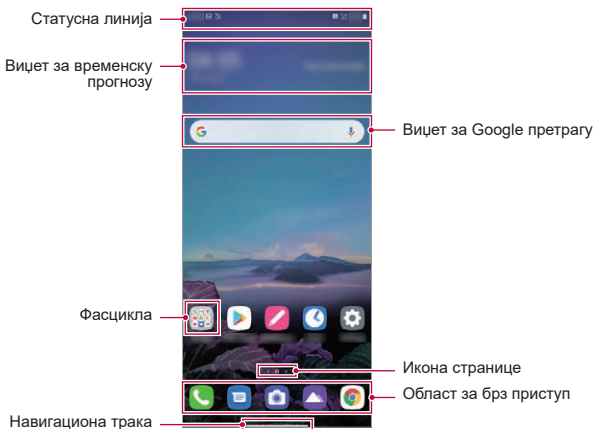 Статусна линија
Виџет за временску
прогнозу
Виџет за Google претрагу
Фасцикла
Икона странице
Област за брз приступ
Навигациона трака